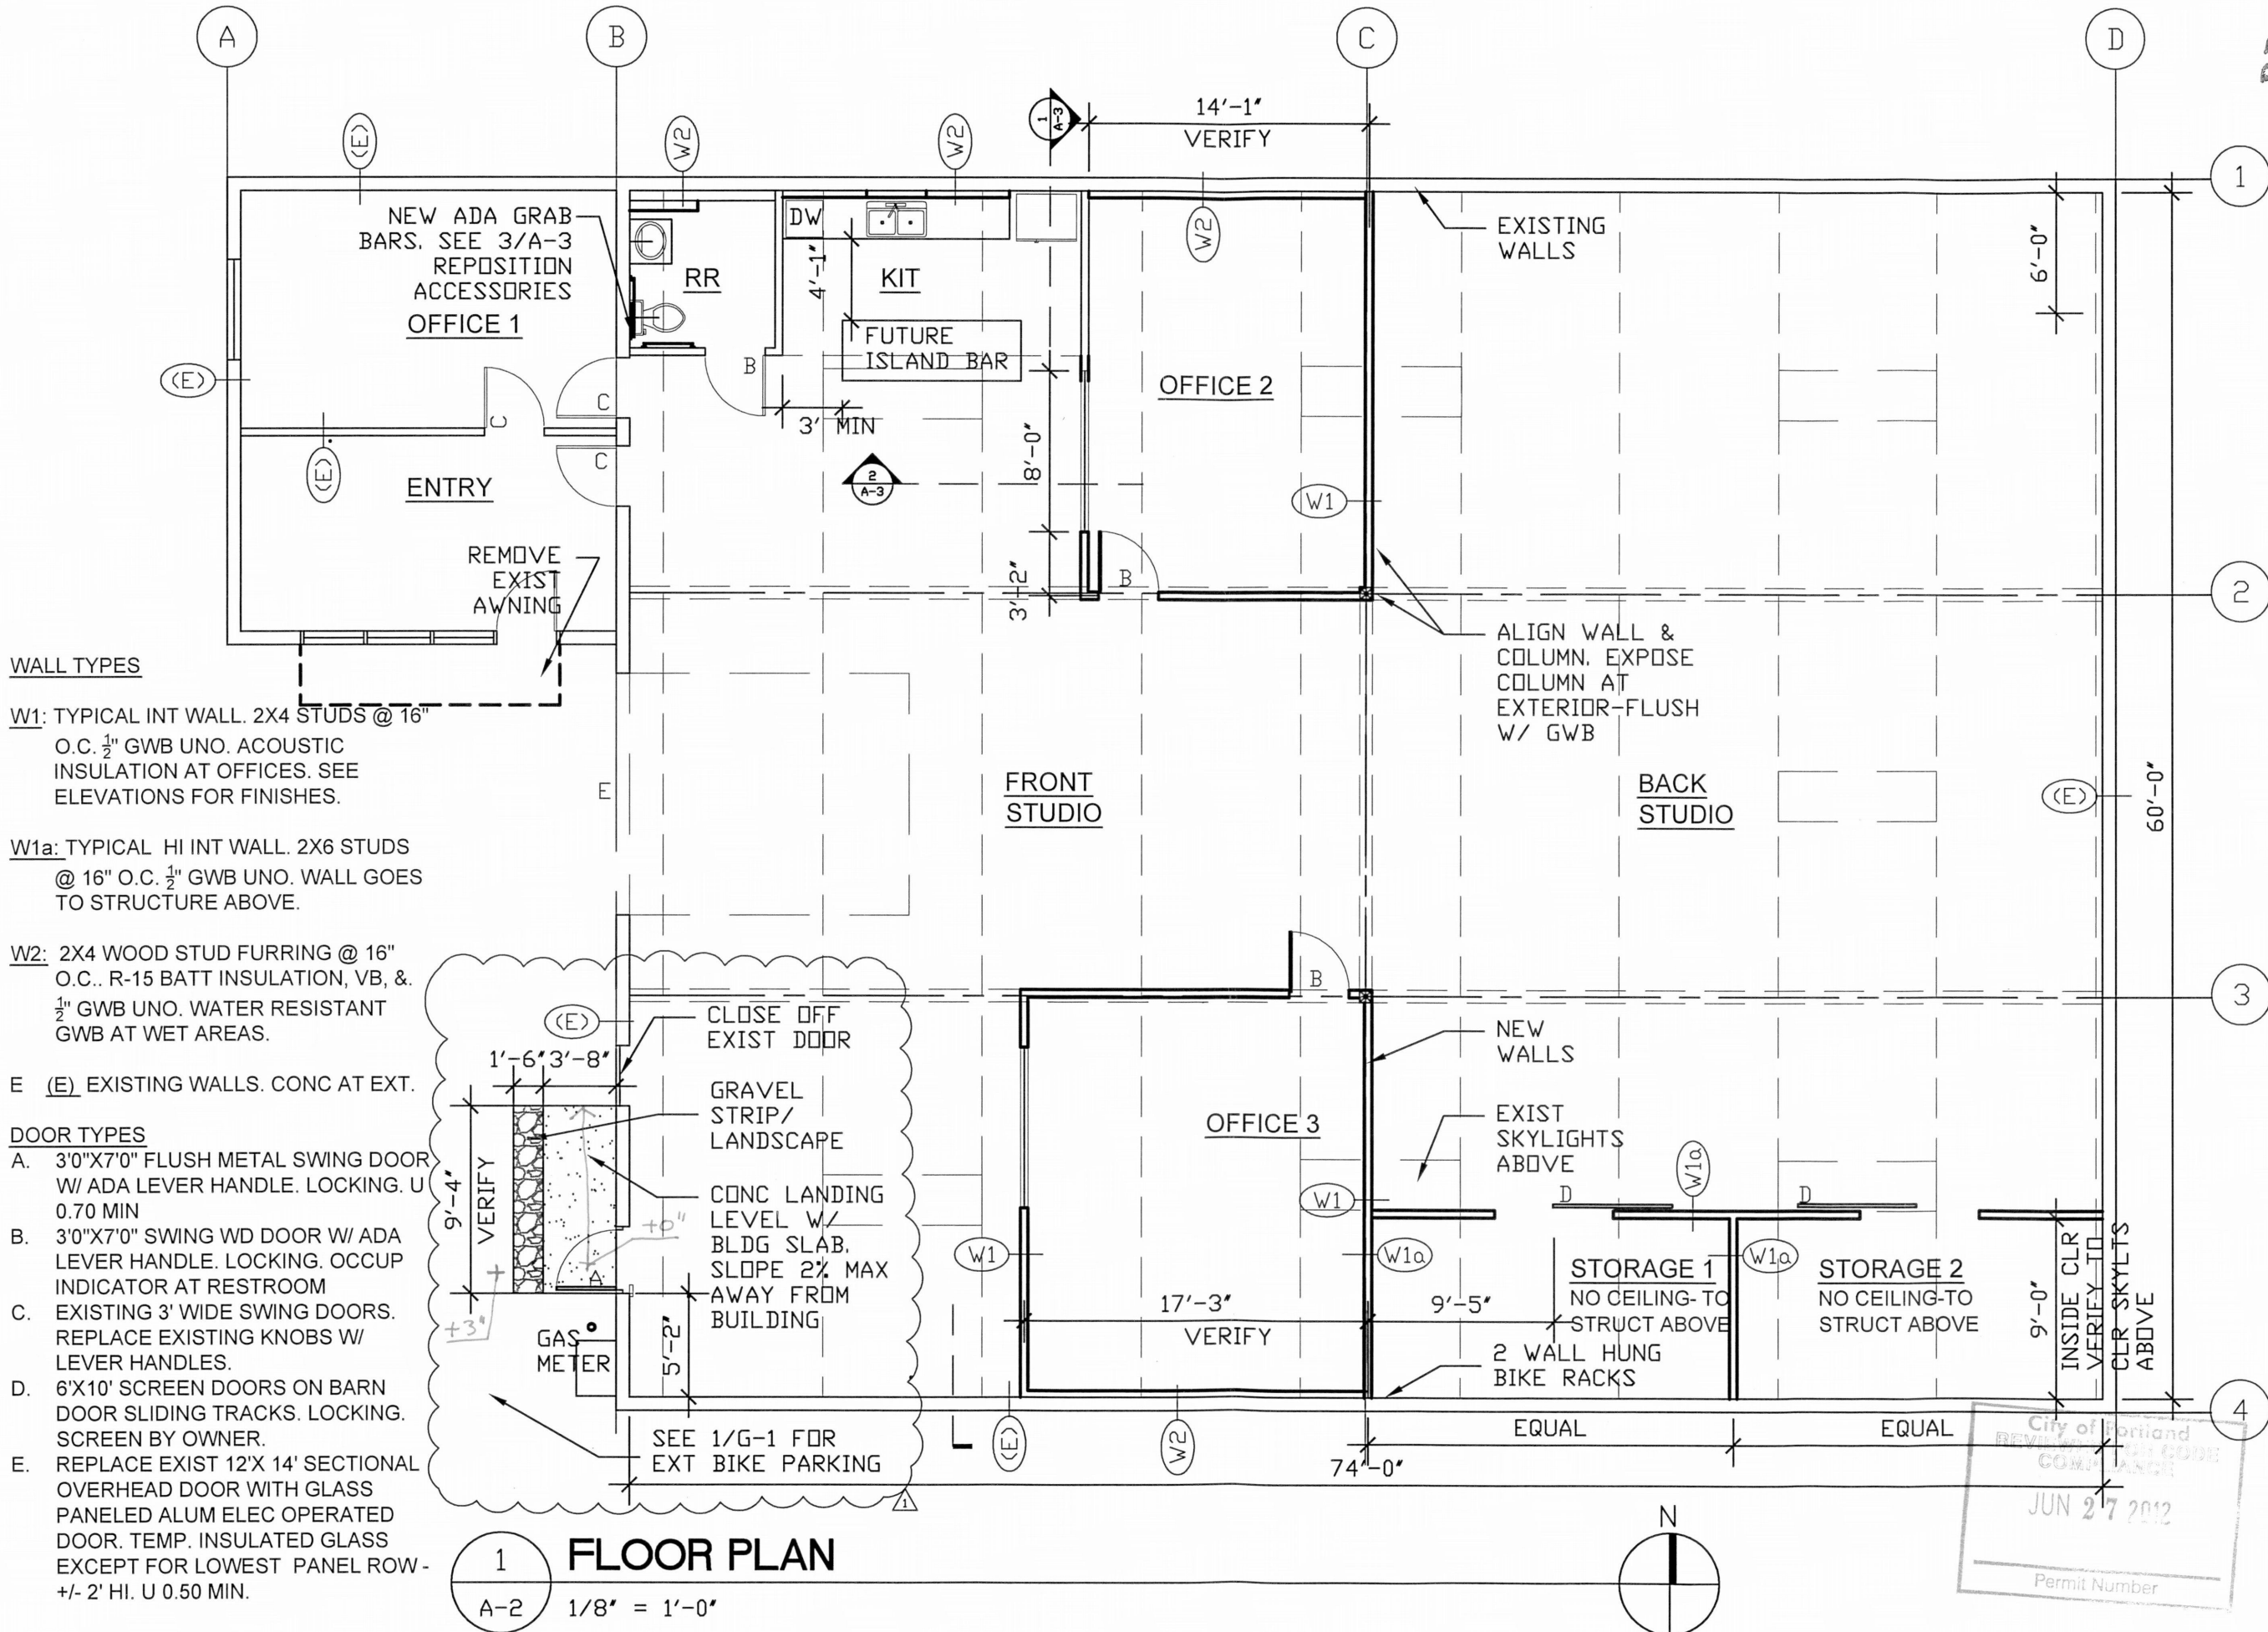 A
B
C
D
14'-1"
VERIFY
1
A-3
(E)
W2
W2
1
NEW ADA GRAB
BARS. SEE 3/A-3
REPOSITION
ACCESSORIES
OFFICE 1
RR
DW
KIT
4'-1"
FUTURE
ISLAND BAR
3' MIN
W2
EXISTING
WALLS
6'-0"
OFFICE 2
(E)
C
C
C
B
(E)
ENTRY
2
A-3
8'-0"
W1
REMOVE
EXIST
AWNING
3'-2"
B
2
ALIGN WALL &
COLUMN. EXPOSE
COLUMN AT
EXTERIOR-FLUSH
W/ GWB
WALL TYPES
W1: TYPICAL INT WALL. 2X4 STUDS @ 16"
O.C. ½" GWB UNO. ACOUSTIC
INSULATION AT OFFICES. SEE
ELEVATIONS FOR FINISHES.
W1a: TYPICAL HI INT WALL. 2X6 STUDS
@ 16" O.C. ½" GWB UNO. WALL GOES
TO STRUCTURE ABOVE.
W2: 2X4 WOOD STUD FURRING @ 16"
O.C.. R-15 BATT INSULATION, VB, &.
½" GWB UNO. WATER RESISTANT
GWB AT WET AREAS.
E (E) EXISTING WALLS. CONC AT EXT.
DOOR TYPES
A. 3'0"X7'0" FLUSH METAL SWING DOOR
W/ ADA LEVER HANDLE. LOCKING. U
0.70 MIN
B. 3'0"X7'0" SWING WD DOOR W/ ADA
LEVER HANDLE. LOCKING. OCCUP
INDICATOR AT RESTROOM
C. EXISTING 3' WIDE SWING DOORS.
REPLACE EXISTING KNOBS W/
LEVER HANDLES.
D. 6'X10' SCREEN DOORS ON BARN
DOOR SLIDING TRACKS. LOCKING.
SCREEN BY OWNER.
E. REPLACE EXIST 12'X 14' SECTIONAL
OVERHEAD DOOR WITH GLASS
PANELED ALUM ELEC OPERATED
DOOR. TEMP. INSULATED GLASS
EXCEPT FOR LOWEST PANEL ROW -
+/- 2' HI. U 0.50 MIN.
E
FRONT
STUDIO
BACK
STUDIO
(E)
60'-0"
B
3
(E)
CLOSE OFF
EXIST DOOR
1'-6" 3'-8"
GRAVEL
STRIP/
LANDSCAPE
9'-4"
VERIFY
CONC LANDING
LEVEL W/
BLDG SLAB.
SLOPE 2% MAX
AWAY FROM
BUILDING
+0"
+3"
A
GAS
METER
5'-2"
SEE 1/G-1 FOR
EXT BIKE PARKING
1
NEW
WALLS
OFFICE 3
EXIST
SKYLIGHTS
ABOVE
W1a
D
D
W1
W1
W1a
W1a
STORAGE 1
NO CEILING- TO
STRUCT ABOVE
STORAGE 2
NO CEILING-TO
STRUCT ABOVE
17'-3"
VERIFY
9'-5"
2 WALL HUNG
BIKE RACKS
9'-0"
INSIDE CLR
VERIFY TO
CLR SKYLTS
ABOVE
(E)
W2
EQUAL
EQUAL
4
74'-0"
City of Portland
REVIEWED FOR CODE
COMPLIANCE
JUN 27 2012
Permit Number
N
1
A-2
FLOOR PLAN
1/8" = 1'-0"